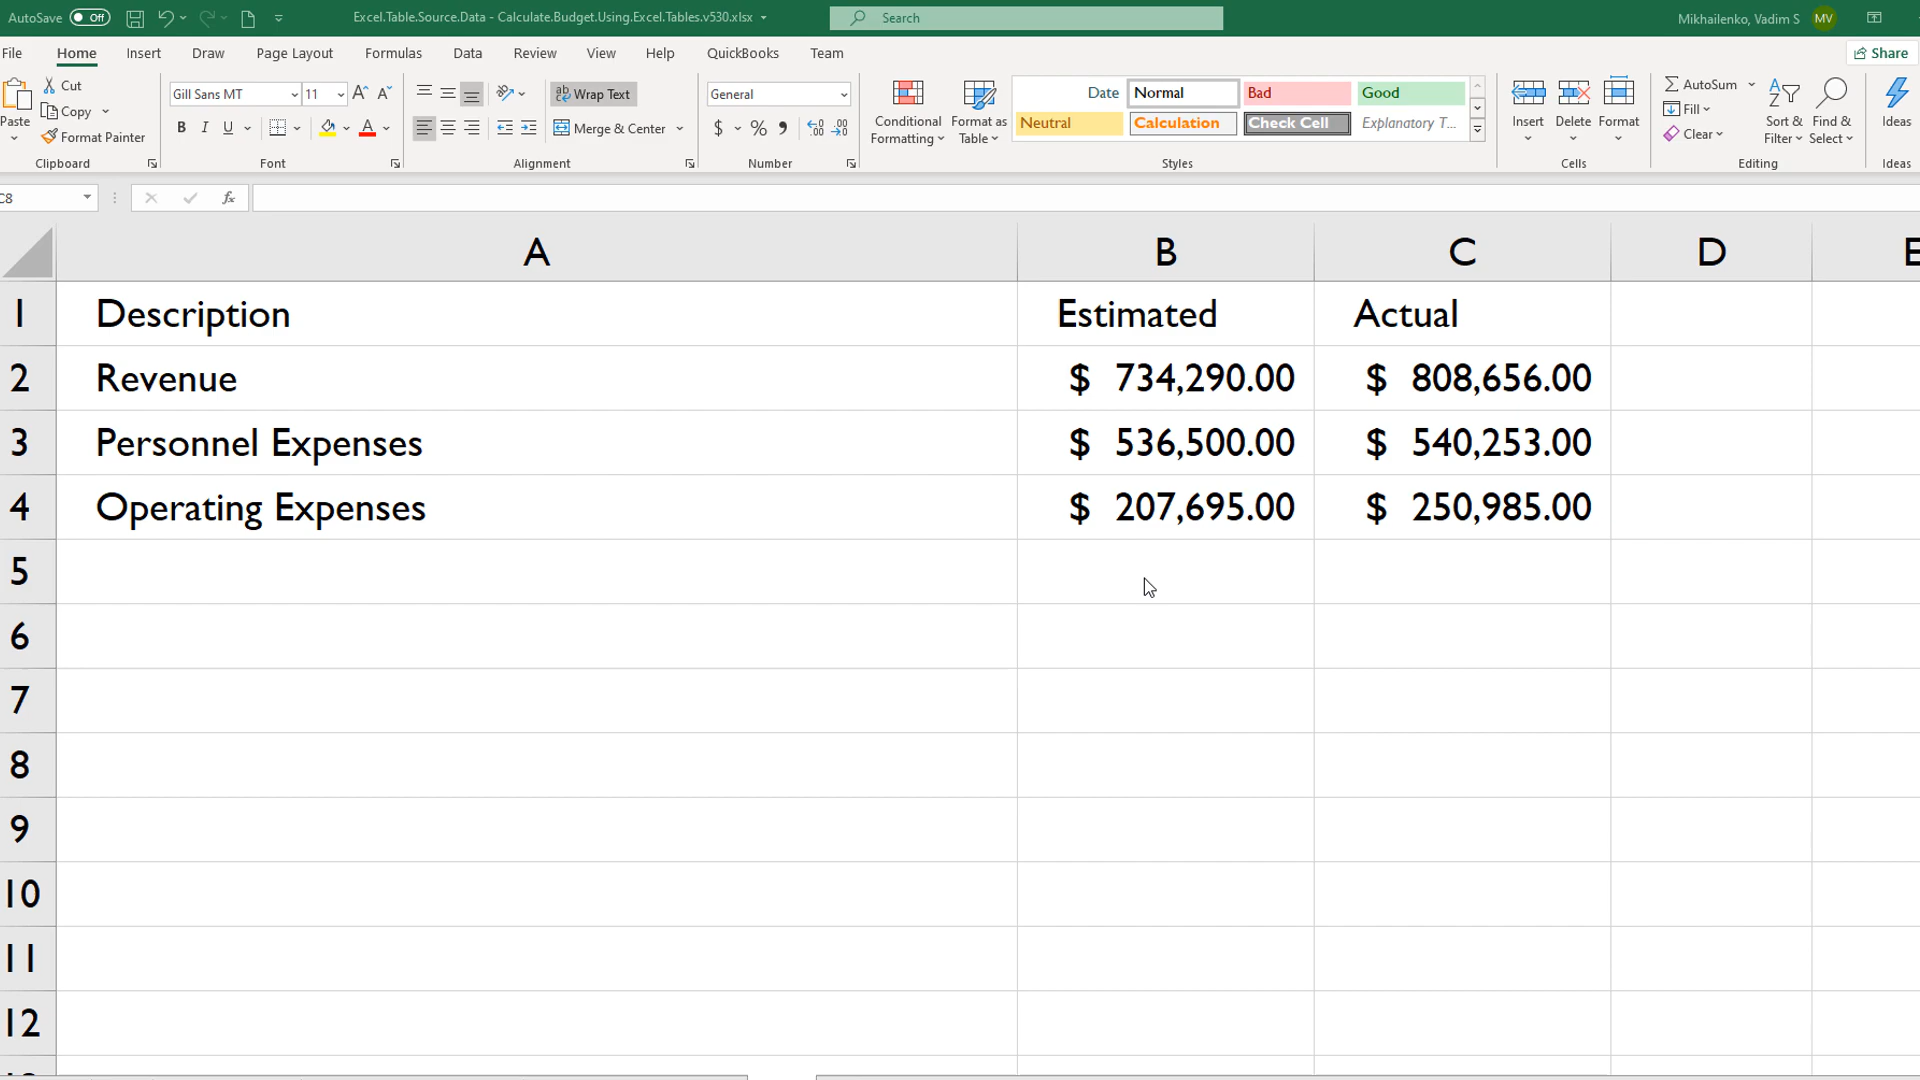 AutoSave Off Excel.Table.Source.Data - Calculate.Budget.Using.Excel.Tables.v530.xlsx Search Mikhailenko, Vadim S MV
File Home Insert Draw Page Layout Formulas Data Review View Help QuickBooks Team Share
Paste Cut Copy Format Painter
Clipboard
Gill Sans MT 11 A A
B I U A
Font
ab Wrap Text
Merge & Center
Alignment
General
$ % 9
Number
Conditional Formatting
Format as Table
Date Normal Bad Good
Neutral Calculation Check Cell Explanatory T...
Styles
Insert Delete Format
Cells
AutoSum
Fill
Clear
Sort & Filter
Find & Select
Editing
Ideas
Ideas
C8 fx
A B C D E
1 Description Estimated Actual
2 Revenue $ 734,290.00 $ 808,656.00
3 Personnel Expenses $ 536,500.00 $ 540,253.00
4 Operating Expenses $ 207,695.00 $ 250,985.00
5
6
7
8
9
10
11
12